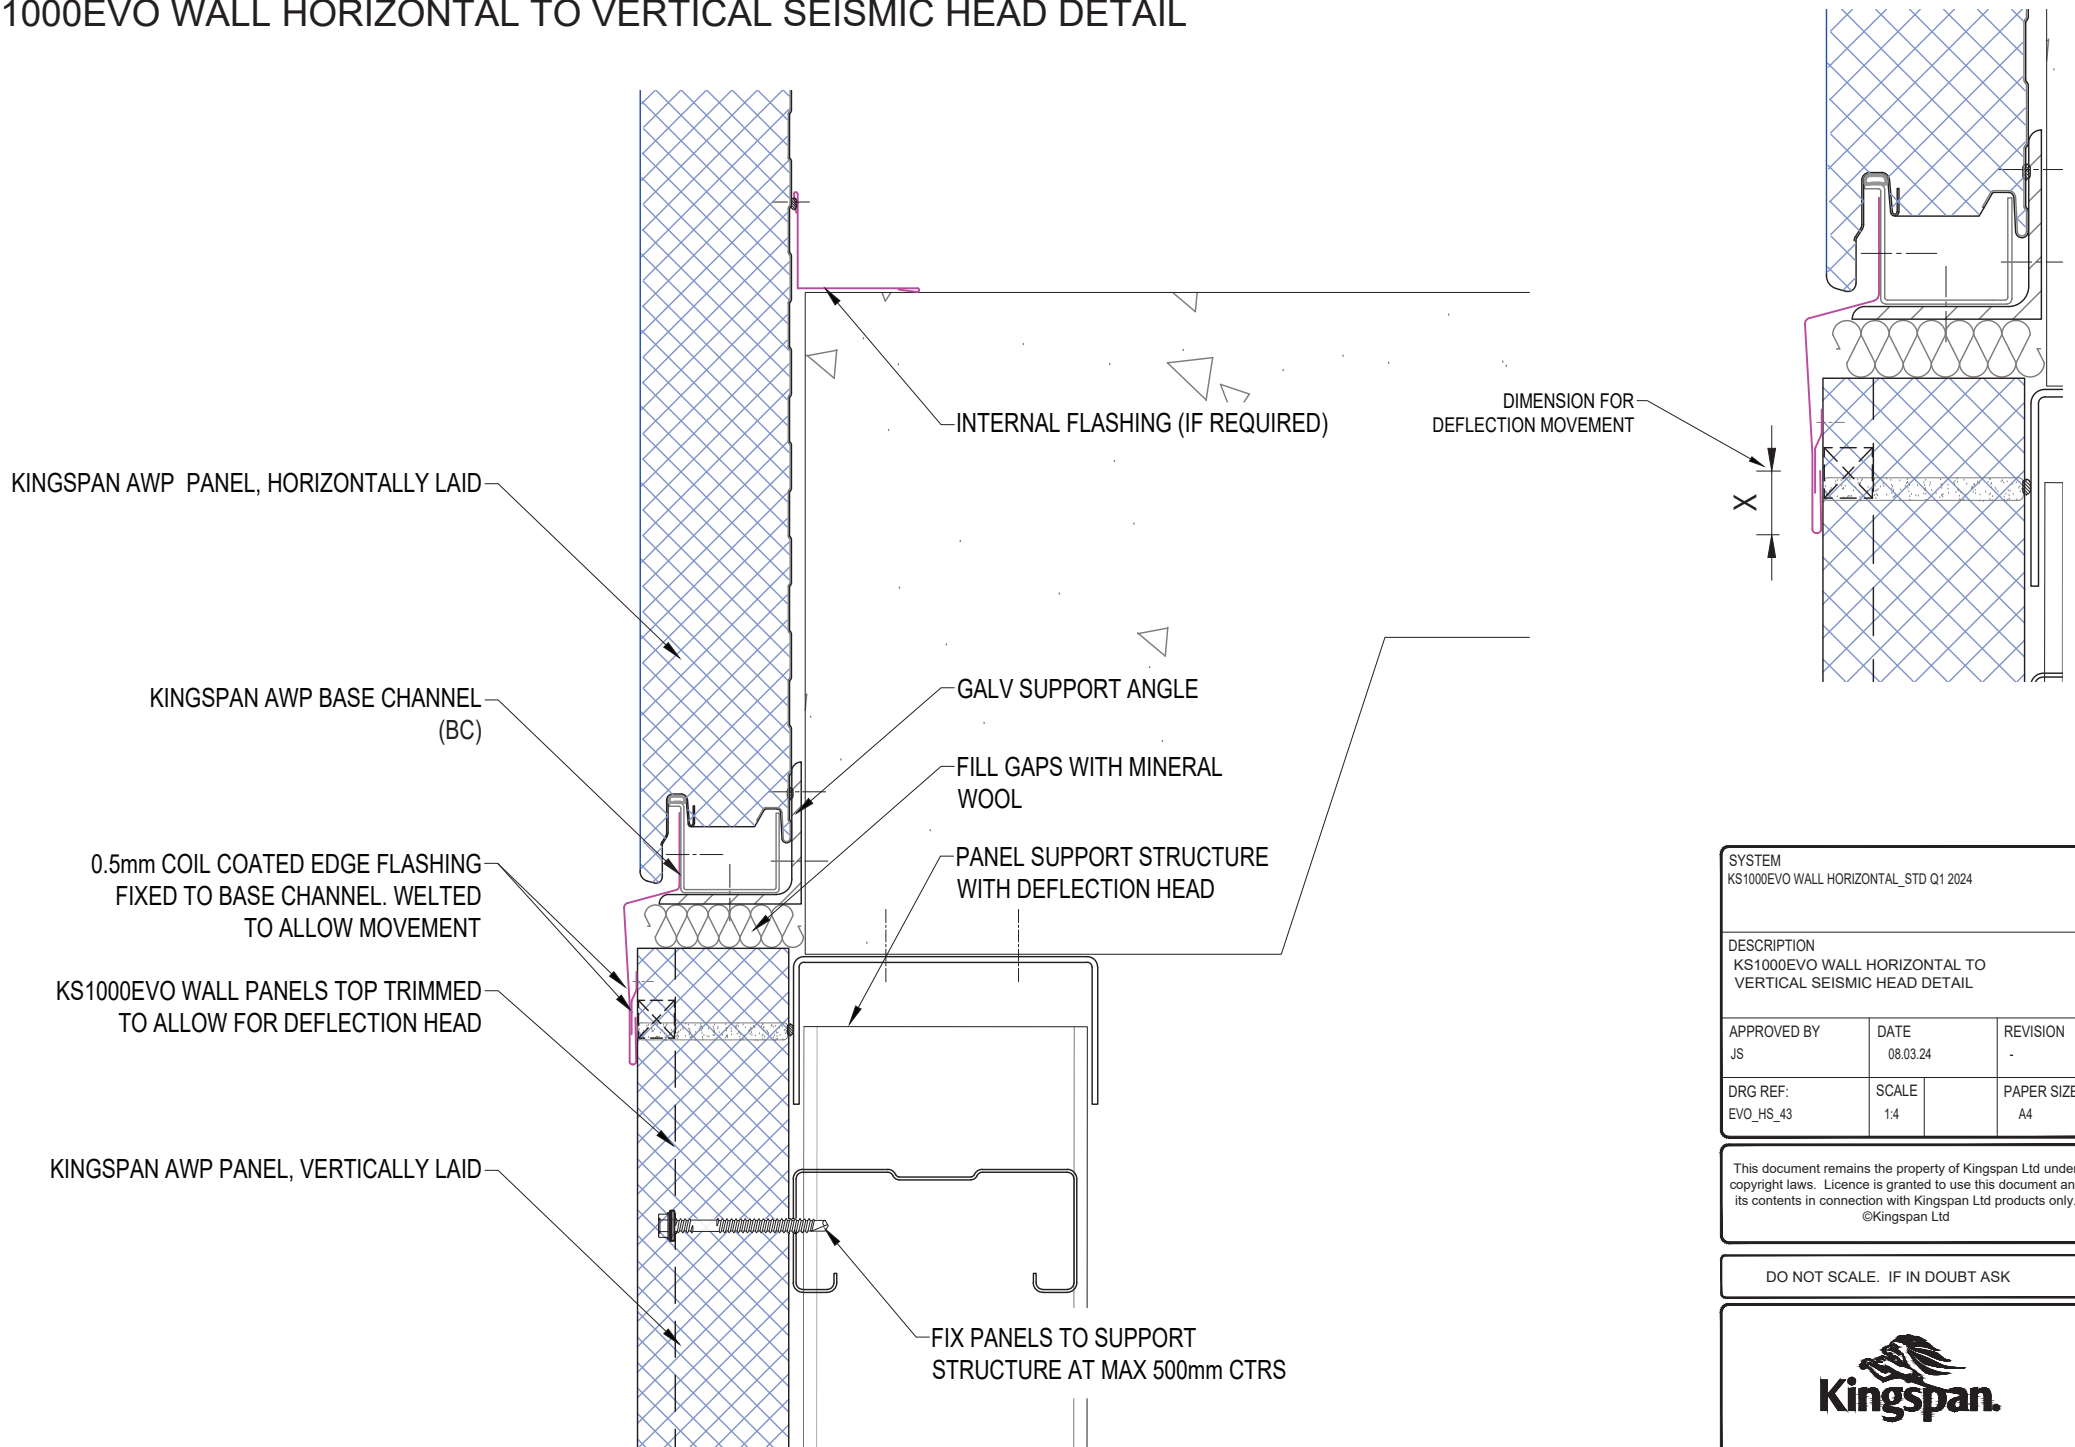 1000EVO WALL HORIZONTAL TO VERTICAL SEISMIC HEAD DETAIL
INTERNAL FLASHING (IF REQUIRED)
DIMENSION FOR
DEFLECTION MOVEMENT
X
KINGSPAN AWP PANEL, HORIZONTALLY LAID
KINGSPAN AWP BASE CHANNEL
(BC)
GALV SUPPORT ANGLE
FILL GAPS WITH MINERAL
WOOL
0.5mm COIL COATED EDGE FLASHING
FIXED TO BASE CHANNEL. WELTED
TO ALLOW MOVEMENT
PANEL SUPPORT STRUCTURE
WITH DEFLECTION HEAD
KS1000EVO WALL PANELS TOP TRIMMED
TO ALLOW FOR DEFLECTION HEAD
KINGSPAN AWP PANEL, VERTICALLY LAID
FIX PANELS TO SUPPORT
STRUCTURE AT MAX 500mm CTRS
SYSTEM
KS1000EVO WALL HORIZONTAL_STD Q1 2024
DESCRIPTION
KS1000EVO WALL HORIZONTAL TO
VERTICAL SEISMIC HEAD DETAIL
APPROVED BY DATE REVISION
JS 08.03.24 -
DRG REF: SCALE PAPER SIZE
EVO_HS_43 1:4 A4
This document remains the property of Kingspan Ltd under
copyright laws. Licence is granted to use this document an
its contents in connection with Kingspan Ltd products only.
©Kingspan Ltd
DO NOT SCALE. IF IN DOUBT ASK
Kingspan.